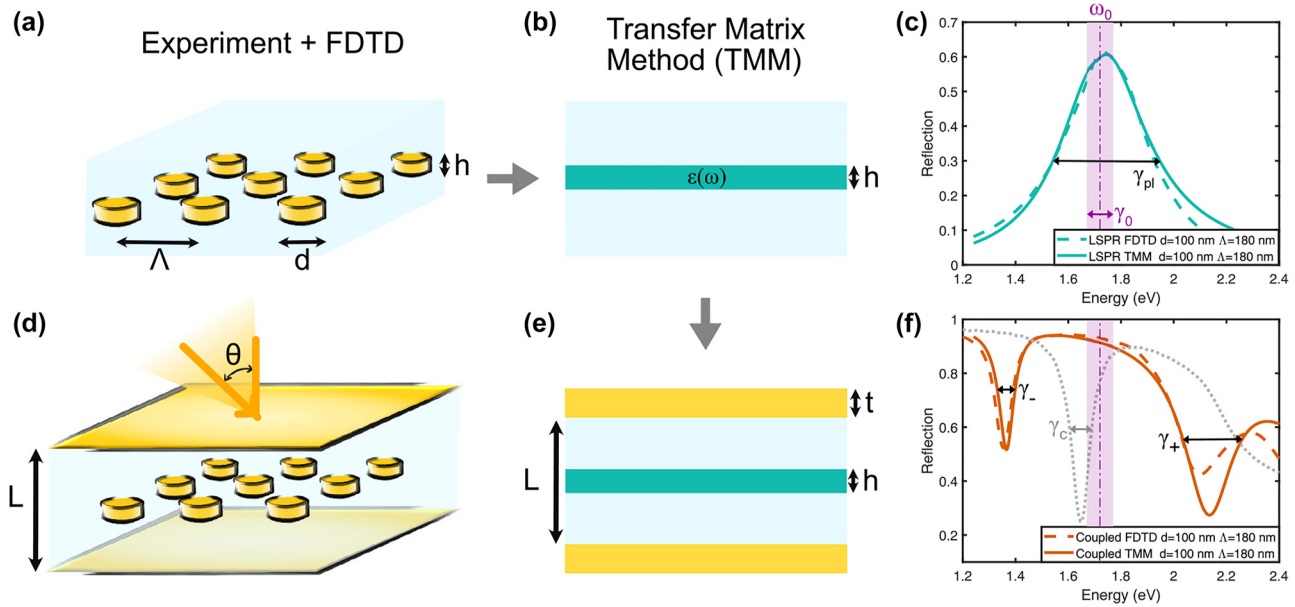 (a)
Experiment + FDTD
h
Λ
d
(b)
Transfer Matrix
Method (TMM)
ε(ω)
h
(c)
ω₀
0.7
0.6
0.5
0.4
0.3
0.2
0.1
0
Reflection
γpl
γ₀
LSPR FDTD d=100 nm Λ=180 nm
LSPR TMM d=100 nm Λ=180 nm
1.2 1.4 1.6 1.8 2 2.2 2.4
Energy (eV)
(d)
θ
L
(e)
t
L
h
(f)
1
0.8
0.6
0.4
0.2
Reflection
γ-
γc
γ+
Coupled FDTD d=100 nm Λ=180 nm
Coupled TMM d=100 nm Λ=180 nm
1.2 1.4 1.6 1.8 2 2.2 2.4
Energy (eV)